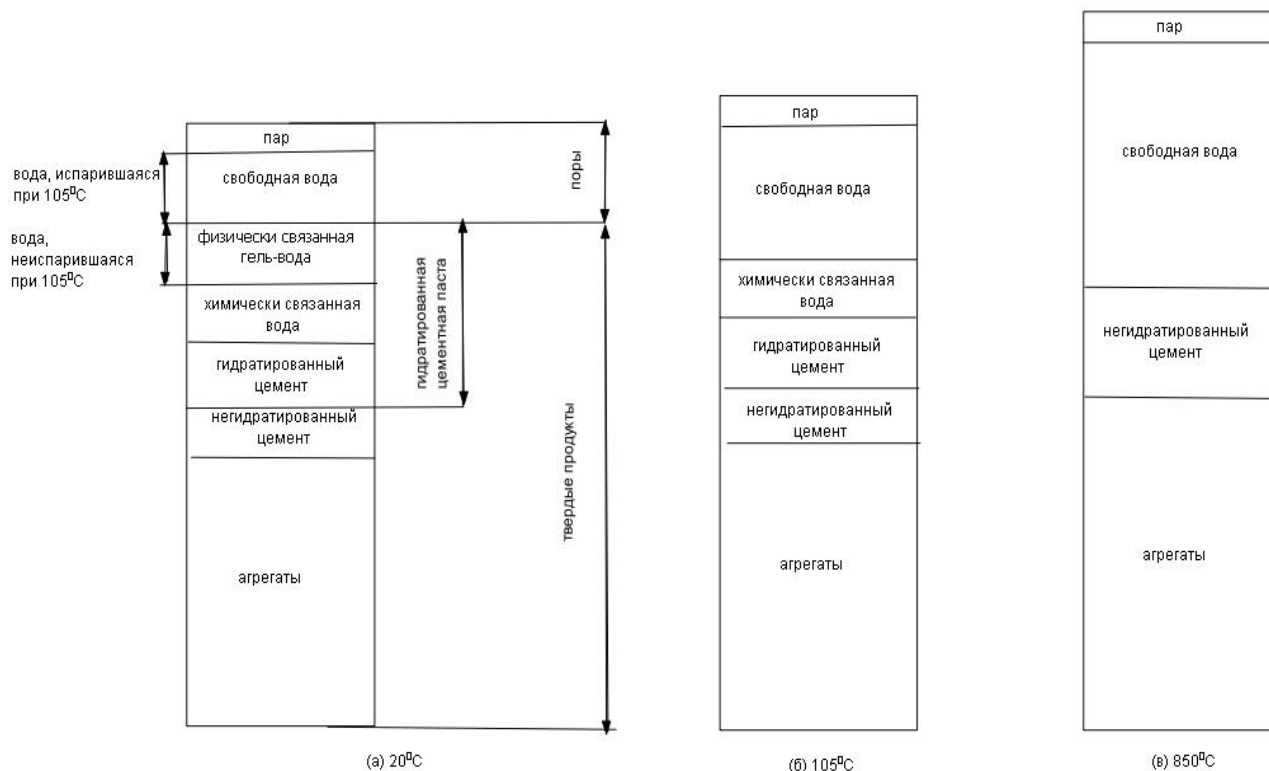 пар
свободная вода
вода, испарившаяся
при 105⁰С
физически связанная
гель-вода
вода,
неиспарившаяся
при 105⁰С
химически связанная
вода
гидратированный
цемент
негидратированный
цемент
агрегаты
поры
гидратированная
цементная паста
твердые продукты
(а) 20⁰С
пар
свободная вода
химически связанная
вода
гидратированный
цемент
негидратированный
цемент
агрегаты
(б) 105⁰С
пар
свободная вода
негидратированный
цемент
агрегаты
(в) 850⁰С